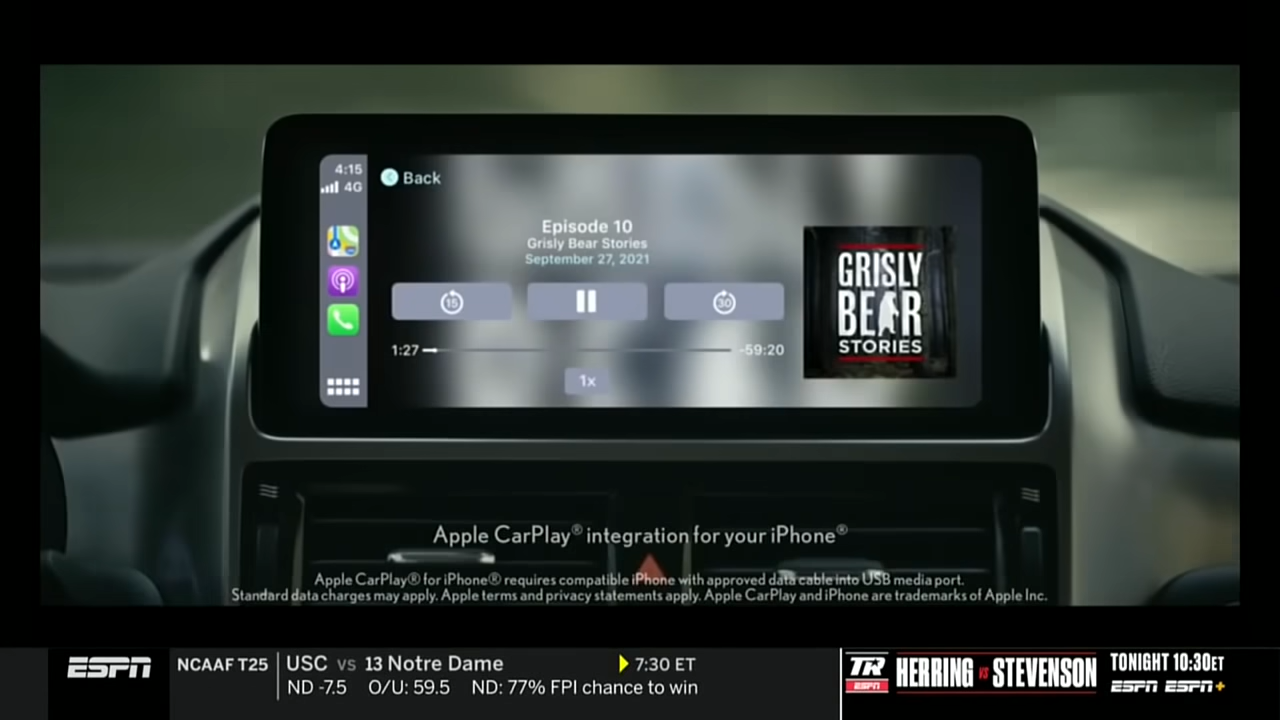 4:15
4G
Back
Episode 10
Grisly Bear Stories
September 27, 2021
15
30
1:27
-59:20
1x
GRISLY
BEAR
STORIES
Apple CarPlay® integration for your iPhone®
Apple CarPlay® for iPhone® requires compatible iPhone with approved data cable into USB media port.
Standard data charges may apply. Apple terms and privacy statements apply. Apple CarPlay and iPhone are trademarks of Apple Inc.
ESPN
NCAAF T25
USC vs 13 Notre Dame
7:30 ET
ND -7.5 O/U: 59.5 ND: 77% FPI chance to win
TR
ESPN
HERRING vs STEVENSON
TONIGHT 10:30ET
ESPN ESPN+